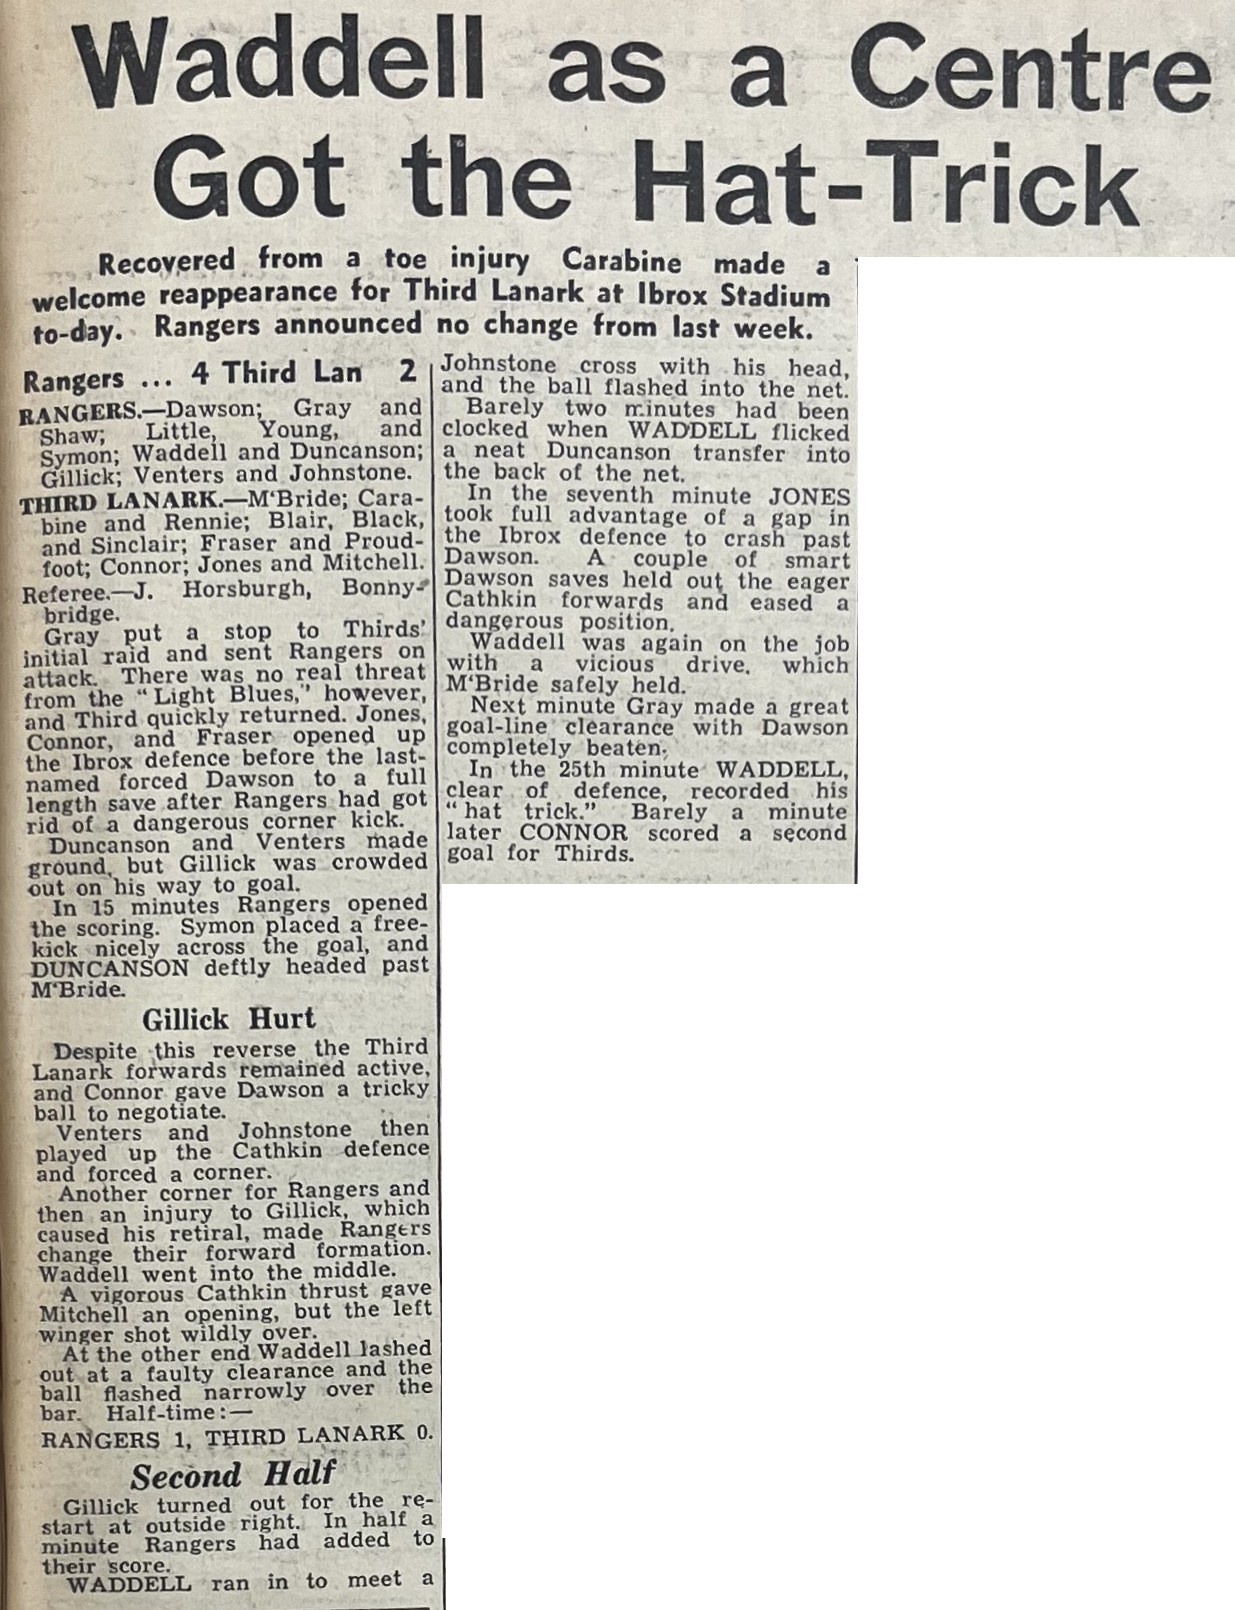 Waddell as a Centre
Got the Hat-Trick
Recovered from a toe injury Carabine made a
welcome reappearance for Third Lanark at Ibrox Stadium
to-day. Rangers announced no change from last week.
Rangers ... 4 Third Lan 2
RANGERS.—Dawson; Gray and
Shaw; Little, Young, and
Symon; Waddell and Duncanson;
Gillick; Venters and Johnstone.
THIRD LANARK.—M'Bride; Cara-
bine and Rennie; Blair, Black,
and Sinclair; Fraser and Proud-
foot; Connor; Jones and Mitchell.
Referee.—J. Horsburgh, Bonny-
bridge.
Gray put a stop to Thirds'
initial raid and sent Rangers on
attack. There was no real threat
from the "Light Blues," however,
and Third quickly returned. Jones,
Connor, and Fraser opened up
the Ibrox defence before the last-
named forced Dawson to a full
length save after Rangers had got
rid of a dangerous corner kick.
Duncanson and Venters made
ground, but Gillick was crowded
out on his way to goal.
In 15 minutes Rangers opened
the scoring. Symon placed a free-
kick nicely across the goal, and
DUNCANSON deftly headed past
M'Bride.
Gillick Hurt
Despite this reverse the Third
Lanark forwards remained active,
and Connor gave Dawson a tricky
ball to negotiate.
Venters and Johnstone then
played up the Cathkin defence
and forced a corner.
Another corner for Rangers and
then an injury to Gillick, which
caused his retiral, made Rangers
change their forward formation.
Waddell went into the middle.
A vigorous Cathkin thrust gave
Mitchell an opening, but the left
winger shot wildly over.
At the other end Waddell lashed
out at a faulty clearance and the
ball flashed narrowly over the
bar. Half-time:—
RANGERS 1, THIRD LANARK 0.
Second Half
Gillick turned out for the re-
start at outside right. In half a
minute Rangers had added to
their score.
WADDELL ran in to meet a
Johnstone cross with his head,
and the ball flashed into the net.
Barely two minutes had been
clocked when WADDELL flicked
a neat Duncanson transfer into
the back of the net.
In the seventh minute JONES
took full advantage of a gap in
the Ibrox defence to crash past
Dawson. A couple of smart
Dawson saves held out the eager
Cathkin forwards and eased a
dangerous position.
Waddell was again on the job
with a vicious drive, which
M'Bride safely held.
Next minute Gray made a great
goal-line clearance with Dawson
completely beaten.
In the 25th minute WADDELL,
clear of defence, recorded his
"hat trick." Barely a minute
later CONNOR scored a second
goal for Thirds.